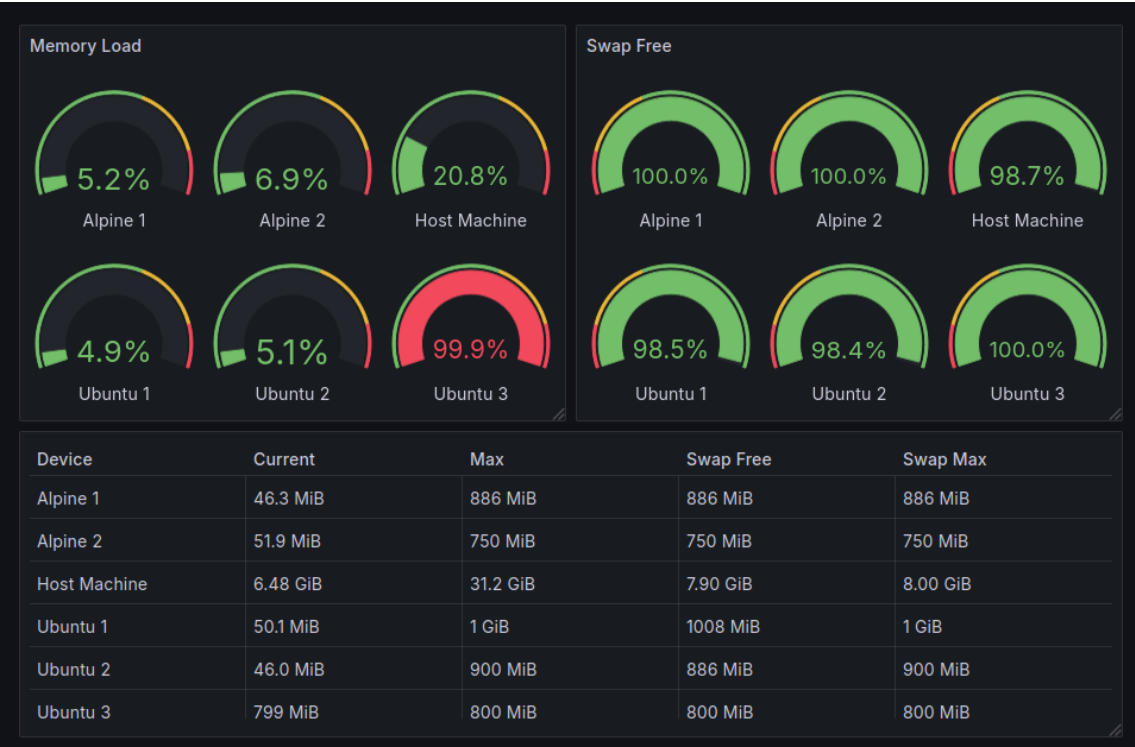 Memory Load
5.2% 6.9% 20.8%
Alpine 1 Alpine 2 Host Machine
4.9% 5.1% 99.9%
Ubuntu 1 Ubuntu 2 Ubuntu 3
Swap Free
100.0% 100.0% 98.7%
Alpine 1 Alpine 2 Host Machine
98.5% 98.4% 100.0%
Ubuntu 1 Ubuntu 2 Ubuntu 3
Device Current Max Swap Free Swap Max
Alpine 1 46.3 MiB 886 MiB 886 MiB 886 MiB
Alpine 2 51.9 MiB 750 MiB 750 MiB 750 MiB
Host Machine 6.48 GiB 31.2 GiB 7.90 GiB 8.00 GiB
Ubuntu 1 50.1 MiB 1 GiB 1008 MiB 1 GiB
Ubuntu 2 46.0 MiB 900 MiB 886 MiB 900 MiB
Ubuntu 3 799 MiB 800 MiB 800 MiB 800 MiB